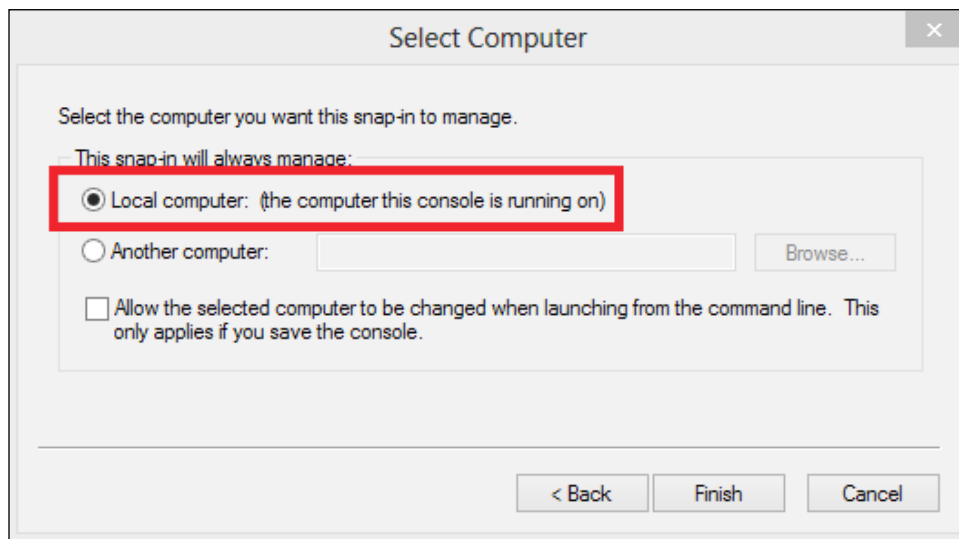 Select Computer
Select the computer you want this snap-in to manage.
This snap-in will always manage:
Local computer:  (the computer this console is running on)
Another computer:
Browse...
Allow the selected computer to be changed when launching from the command line.  This
only applies if you save the console.
< Back
Finish
Cancel